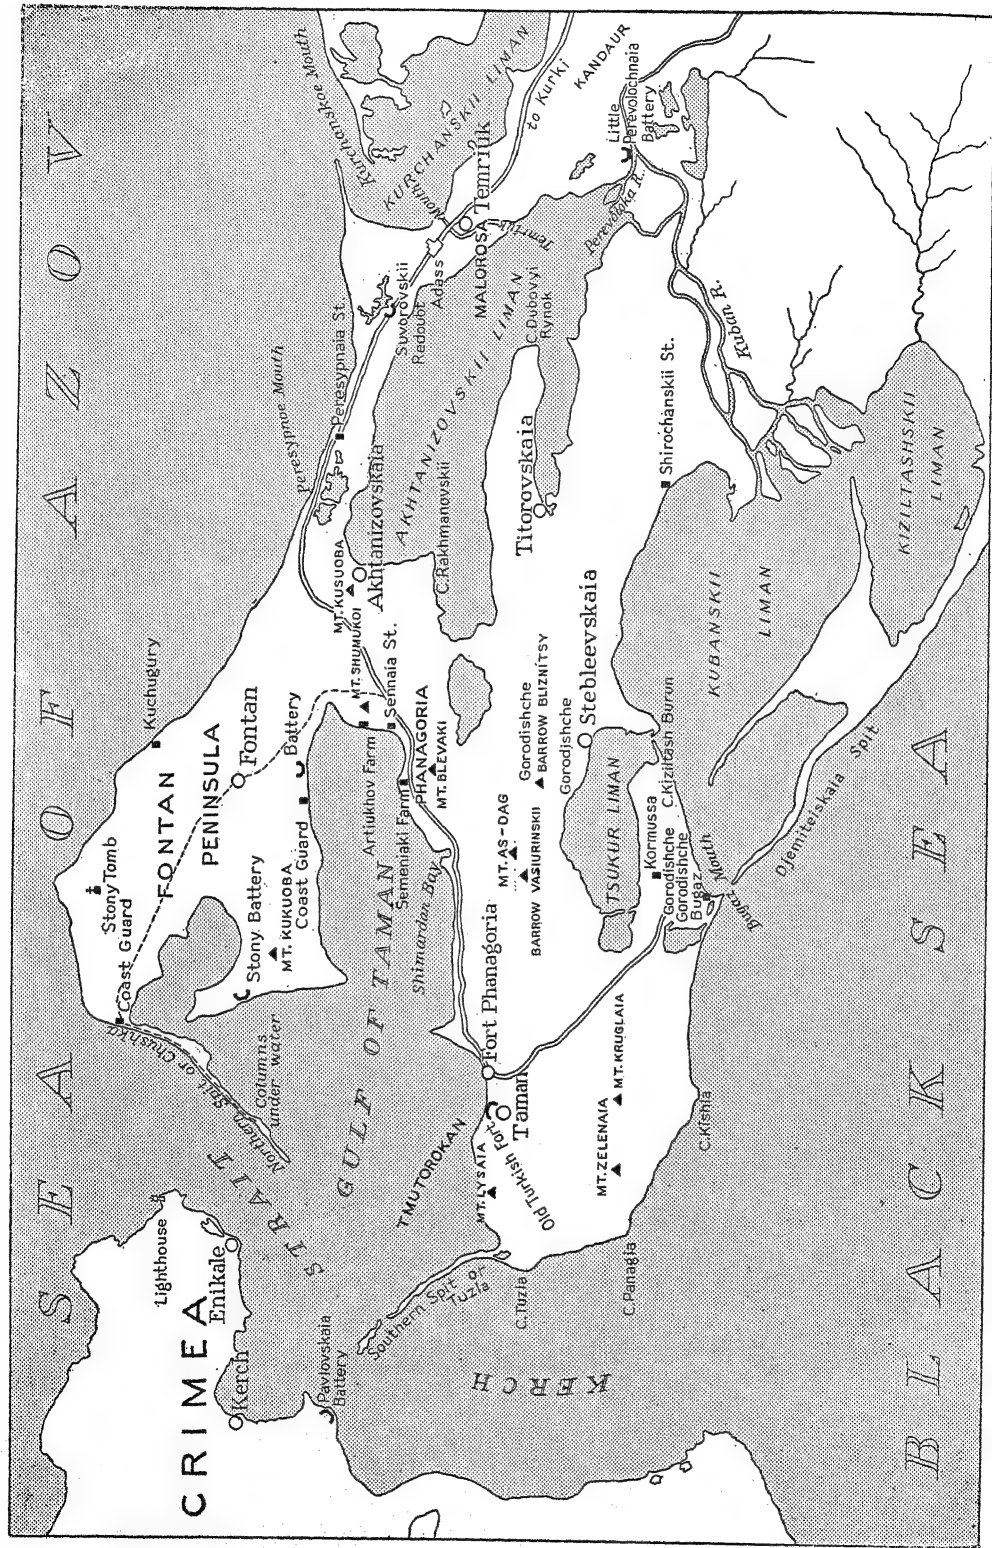 SEA OF AZOV
CRIMEA
Lighthouse
Enikale
Kerch
Pavlovskaia
Battery
STRAIT
KERCH
Northern Spit or Chushka
Columns
under water
Coast Guard
Stony Tomb
FONTAN
PENINSULA
Kuchugury
Fontan
Battery
Stony Battery
MT. KUKUOBA
Coast Guard
GULF OF TAMAN
Shimardan Bay
Artiukhov Farm
Semeniaki Farm
MT. SHUMUKOI
Sennaia St.
PHANAGORIA
MT. BLEVAKI
MT. KUSUOBA
Akhtanizovskaia
Peresypnoe Mouth
Peresypnaia St.
Suvorovskii
Redoubt
Adass
MALOROSA
Temriuk
Temriuk
Mouth
Kurchanskoe Mouth
KURCHANSKII LIMAN
to Kurki
KANDAUR
Little
Perevolochnaia
Battery
Perevloka R.
AKHTANIZOVSKII LIMAN
C. Rakhmanovskii
C. Dubovyi
Rynok
Titorovskaia
Shirochanskii St.
Kuban R.
TMUTOROKAN
Southern Spit or
Tuzla
C. Tuzla
MT. LYSAIA
Old Turkish Fort
Taman
Fort Phanagoria
MT. ZELENAIA
MT. KRUGLAIA
C. Panagia
C. Kishla
MT. AS-DAG
BARROW VASIURINSKII
Gorodishche
BARROW BLIZNITSY
Gorodishche
Stebleevskaia
TSUKUR LIMAN
Kormussa
C. Kiziltash Burun
Gorodishche
Gorodishche
Bugaz
Bugaz Mouth
Djemiteiskaia Spit
KUBANSKII
LIMAN
KIZILTASHSKII
LIMAN
BLACK SEA